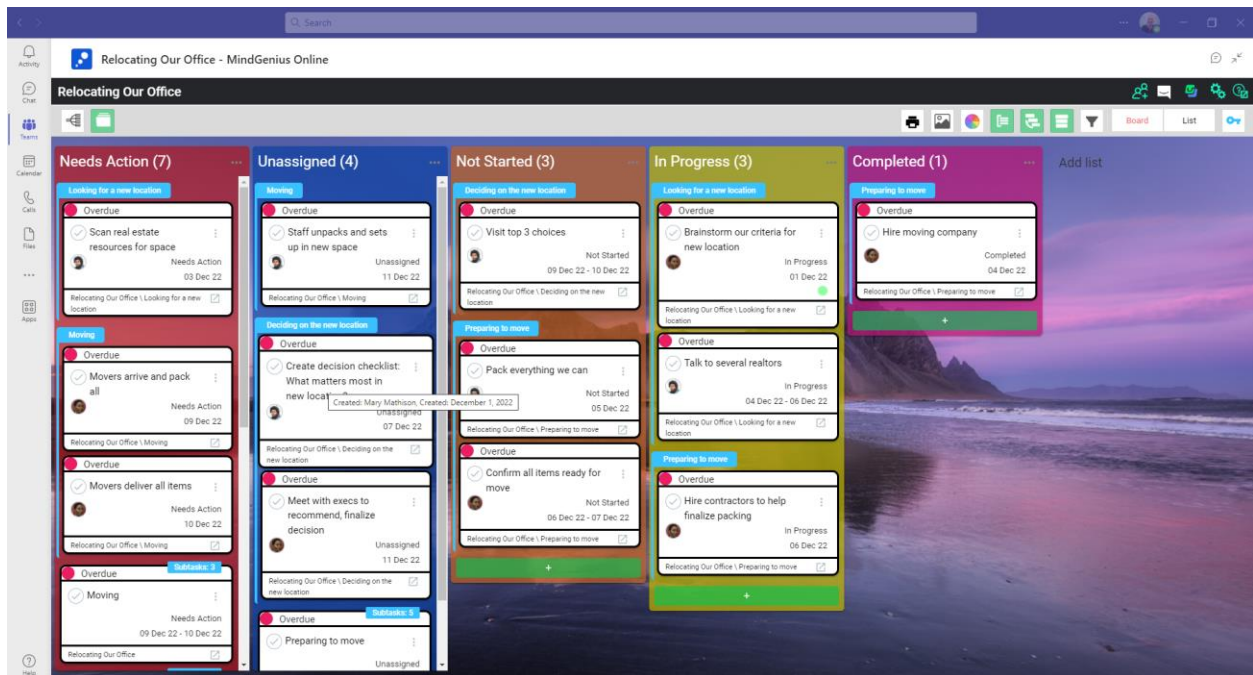 Search
Activity
Chat
Teams
Calendar
Calls
Files
Apps
Help
Relocating Our Office - MindGenius Online
Relocating Our Office
Board
List
Needs Action (7)
Looking for a new location
Overdue
Scan real estate
resources for space
Needs Action
03 Dec 22
Relocating Our Office \ Looking for a new
location
Moving
Overdue
Movers arrive and pack
all
Needs Action
09 Dec 22
Relocating Our Office \ Moving
Overdue
Movers deliver all items
Needs Action
10 Dec 22
Relocating Our Office \ Moving
Subtasks: 3
Overdue
Moving
Needs Action
09 Dec 22 - 10 Dec 22
Relocating Our Office
Unassigned (4)
Moving
Overdue
Staff unpacks and sets
up in new space
Unassigned
11 Dec 22
Relocating Our Office \ Moving
Deciding on the new location
Overdue
Create decision checklist:
What matters most in
new
Created: Mary Mathison, Created: December 1, 2022
Unassigned
07 Dec 22
Relocating Our Office \ Deciding on the
new location
Overdue
Meet with execs to
recommend, finalize
decision
Unassigned
11 Dec 22
Relocating Our Office \ Deciding on the
new location
Subtasks: 5
Overdue
Preparing to move
Unassigned
Not Started (3)
Deciding on the new location
Overdue
Visit top 3 choices
Not Started
09 Dec 22 - 10 Dec 22
Relocating Our Office \ Deciding on the new
location
Preparing to move
Overdue
Pack everything we can
Not Started
05 Dec 22
Relocating Our Office \ Preparing to move
Overdue
Confirm all items ready for
move
Not Started
06 Dec 22 - 07 Dec 22
Relocating Our Office \ Preparing to move
+
In Progress (3)
Looking for a new location
Overdue
Brainstorm our criteria for
new location
In Progress
01 Dec 22
Relocating Our Office \ Looking for a new
location
Overdue
Talk to several realtors
In Progress
04 Dec 22 - 06 Dec 22
Relocating Our Office \ Looking for a new
location
Preparing to move
Overdue
Hire contractors to help
finalize packing
In Progress
06 Dec 22
Relocating Our Office \ Preparing to move
+
Completed (1)
Preparing to move
Overdue
Hire moving company
Completed
04 Dec 22
Relocating Our Office \ Preparing to move
+
Add list